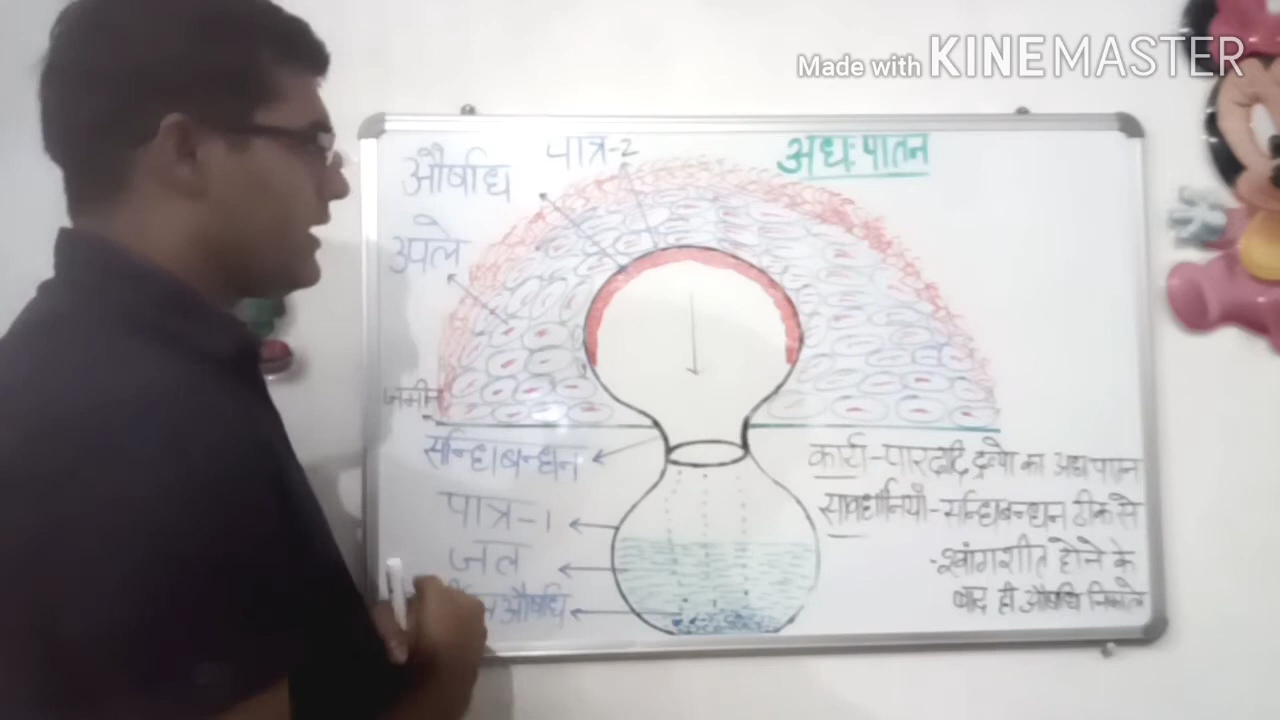 Made with KINEMASTER
पात्र-2
अधःपातन
औषधि
उपले
जमीन
सन्धिबन्धन
कार्य-पारदादि द्रव्यो का अधःपातन
पात्र-1
सावधानियाँ-सन्धिबन्धन ठीक से
जल
-स्वांगशीत होने के
औषधि
बाद ही औषधि निकाले